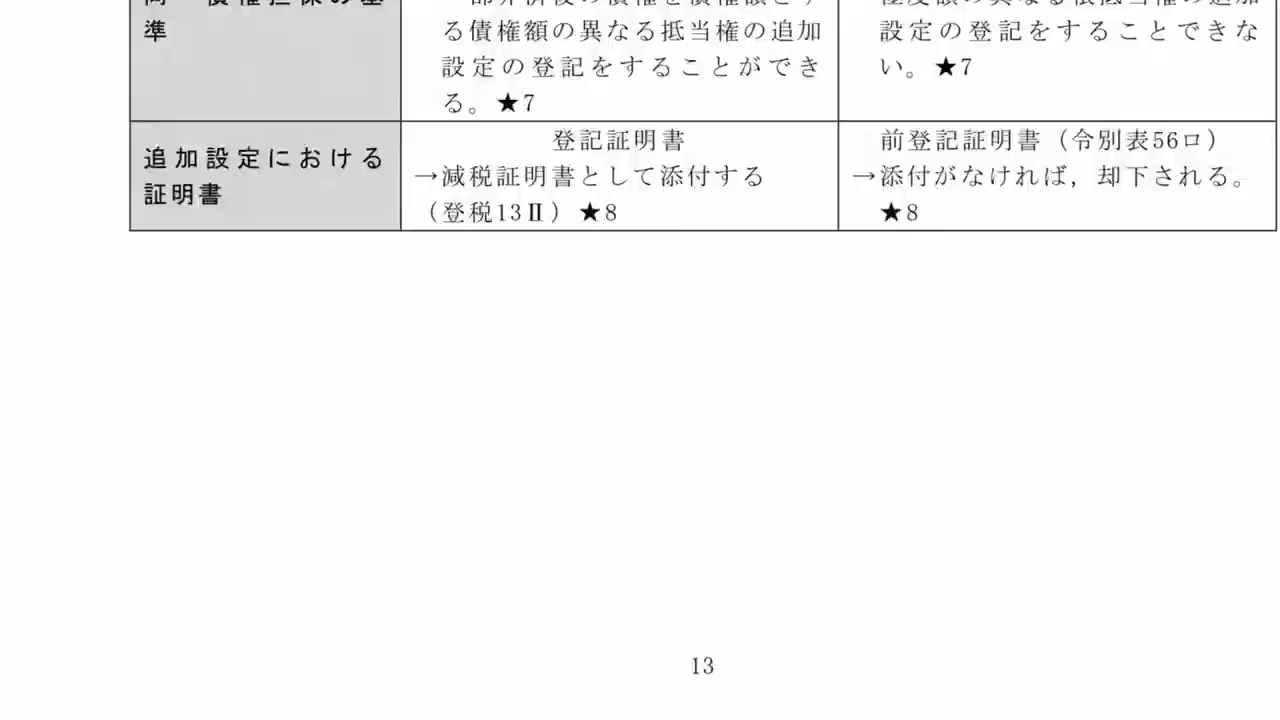 準
る債権額の異なる抵当権の追加
設定の登記をすることができ
る。★7
設定の登記をすることできな
い。★7
追加設定における
証明書
登記証明書
→減税証明書として添付する
（登税13Ⅱ）★8
前登記証明書（令別表56ロ）
→添付がなければ，却下される。
★8
13